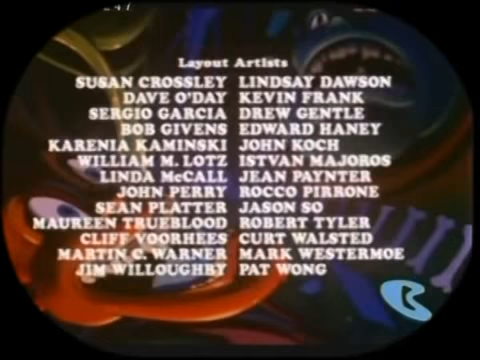 Layout Artists
SUSAN CROSSLEY LINDSAY DAWSON
DAVE O'DAY KEVIN FRANK
SERGIO GARCIA DREW GENTLE
BOB GIVENS EDWARD HANEY
KARENIA KAMINSKI JOHN KOCH
WILLIAM M. LOTZ ISTVAN MAJOROS
LINDA McCALL JEAN PAYNTER
JOHN PERRY ROCCO PIRRONE
SEAN PLATTER JASON SO
MAUREEN TRUEBLOOD ROBERT TYLER
CLIFF VOORHEES CURT WALSTED
MARTIN C. WARNER MARK WESTERMOE
JIM WILLOUGHBY PAT WONG